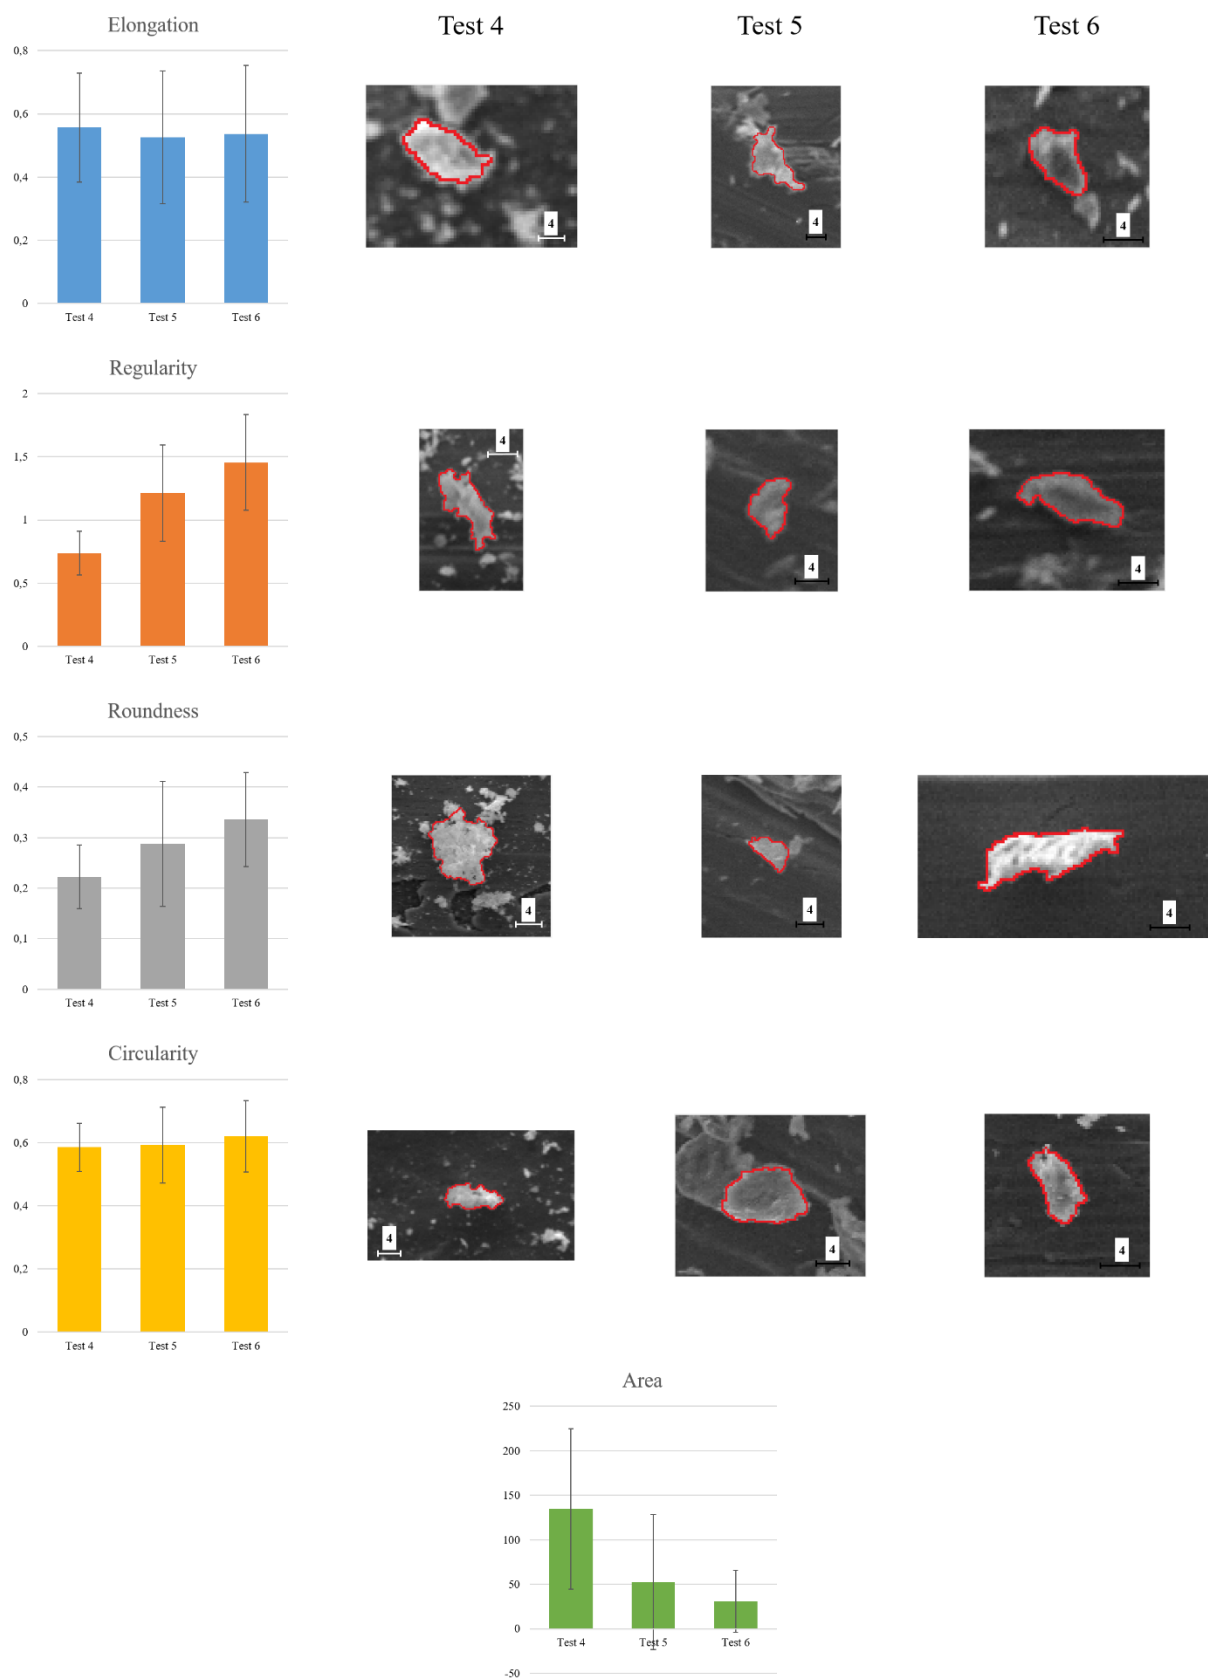 Elongation
Test 4
Test 5
Test 6
0,8
0,6
0,4
0,2
0
Test 4
Test 5
Test 6
4
4
4
Regularity
2
1,5
1
0,5
0
Test 4
Test 5
Test 6
4
4
4
Roundness
0,5
0,4
0,3
0,2
0,1
0
Test 4
Test 5
Test 6
4
4
4
Circularity
0,8
0,6
0,4
0,2
0
Test 4
Test 5
Test 6
4
4
4
Area
250
200
150
100
50
0
-50
Test 4
Test 5
Test 6